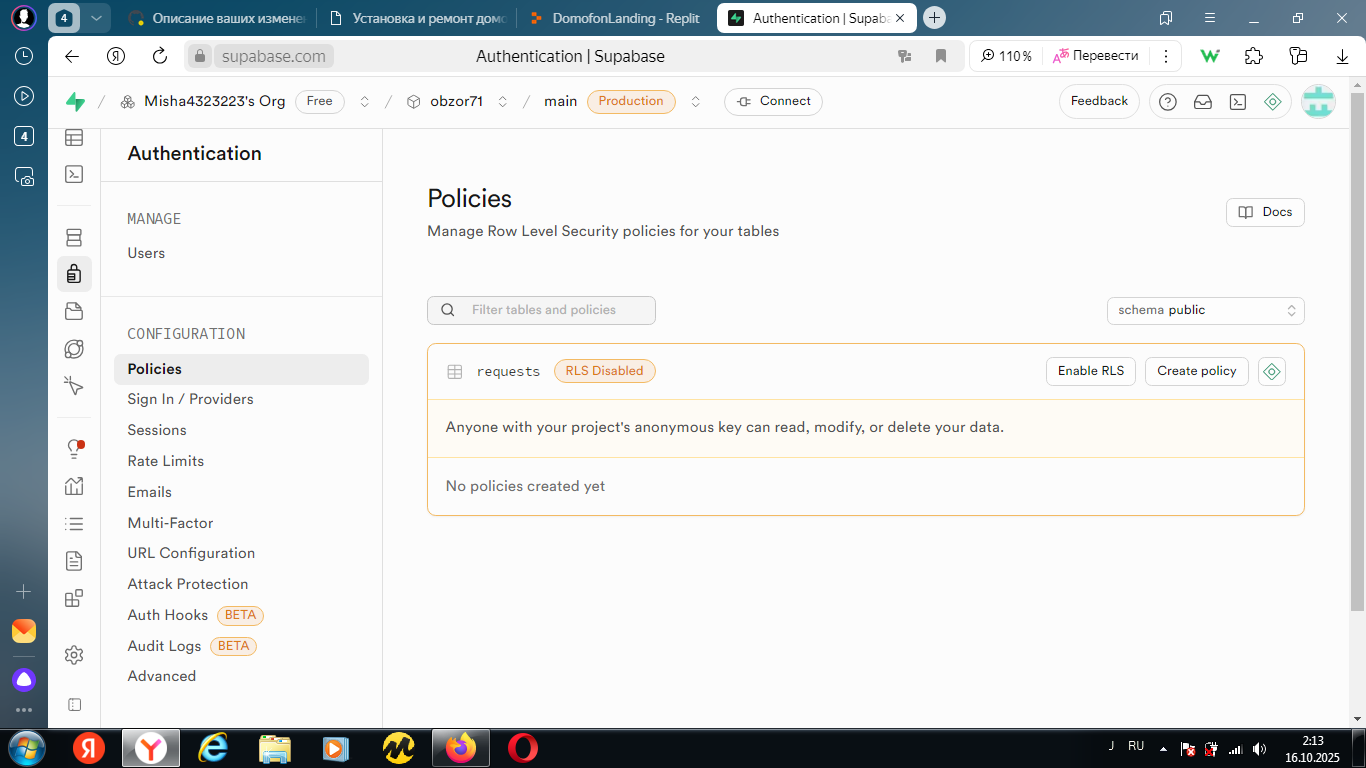 4
Описание ваших измене
Установка и ремонт дом
DomofonLanding - Replit
Authentication | Supaba
supabase.com
Authentication | Supabase
110%
Перевести
Misha4323223's Org
Free
/
obzor71
/
main
Production
Connect
Feedback
4
Authentication
MANAGE
Users
CONFIGURATION
Policies
Sign In / Providers
Sessions
Rate Limits
Emails
Multi-Factor
URL Configuration
Attack Protection
Auth Hooks BETA
Audit Logs BETA
Advanced
Policies
Manage Row Level Security policies for your tables
Docs
Filter tables and policies
schema public
requests
RLS Disabled
Enable RLS
Create policy
Anyone with your project's anonymous key can read, modify, or delete your data.
No policies created yet
RU
2:13
16.10.2025